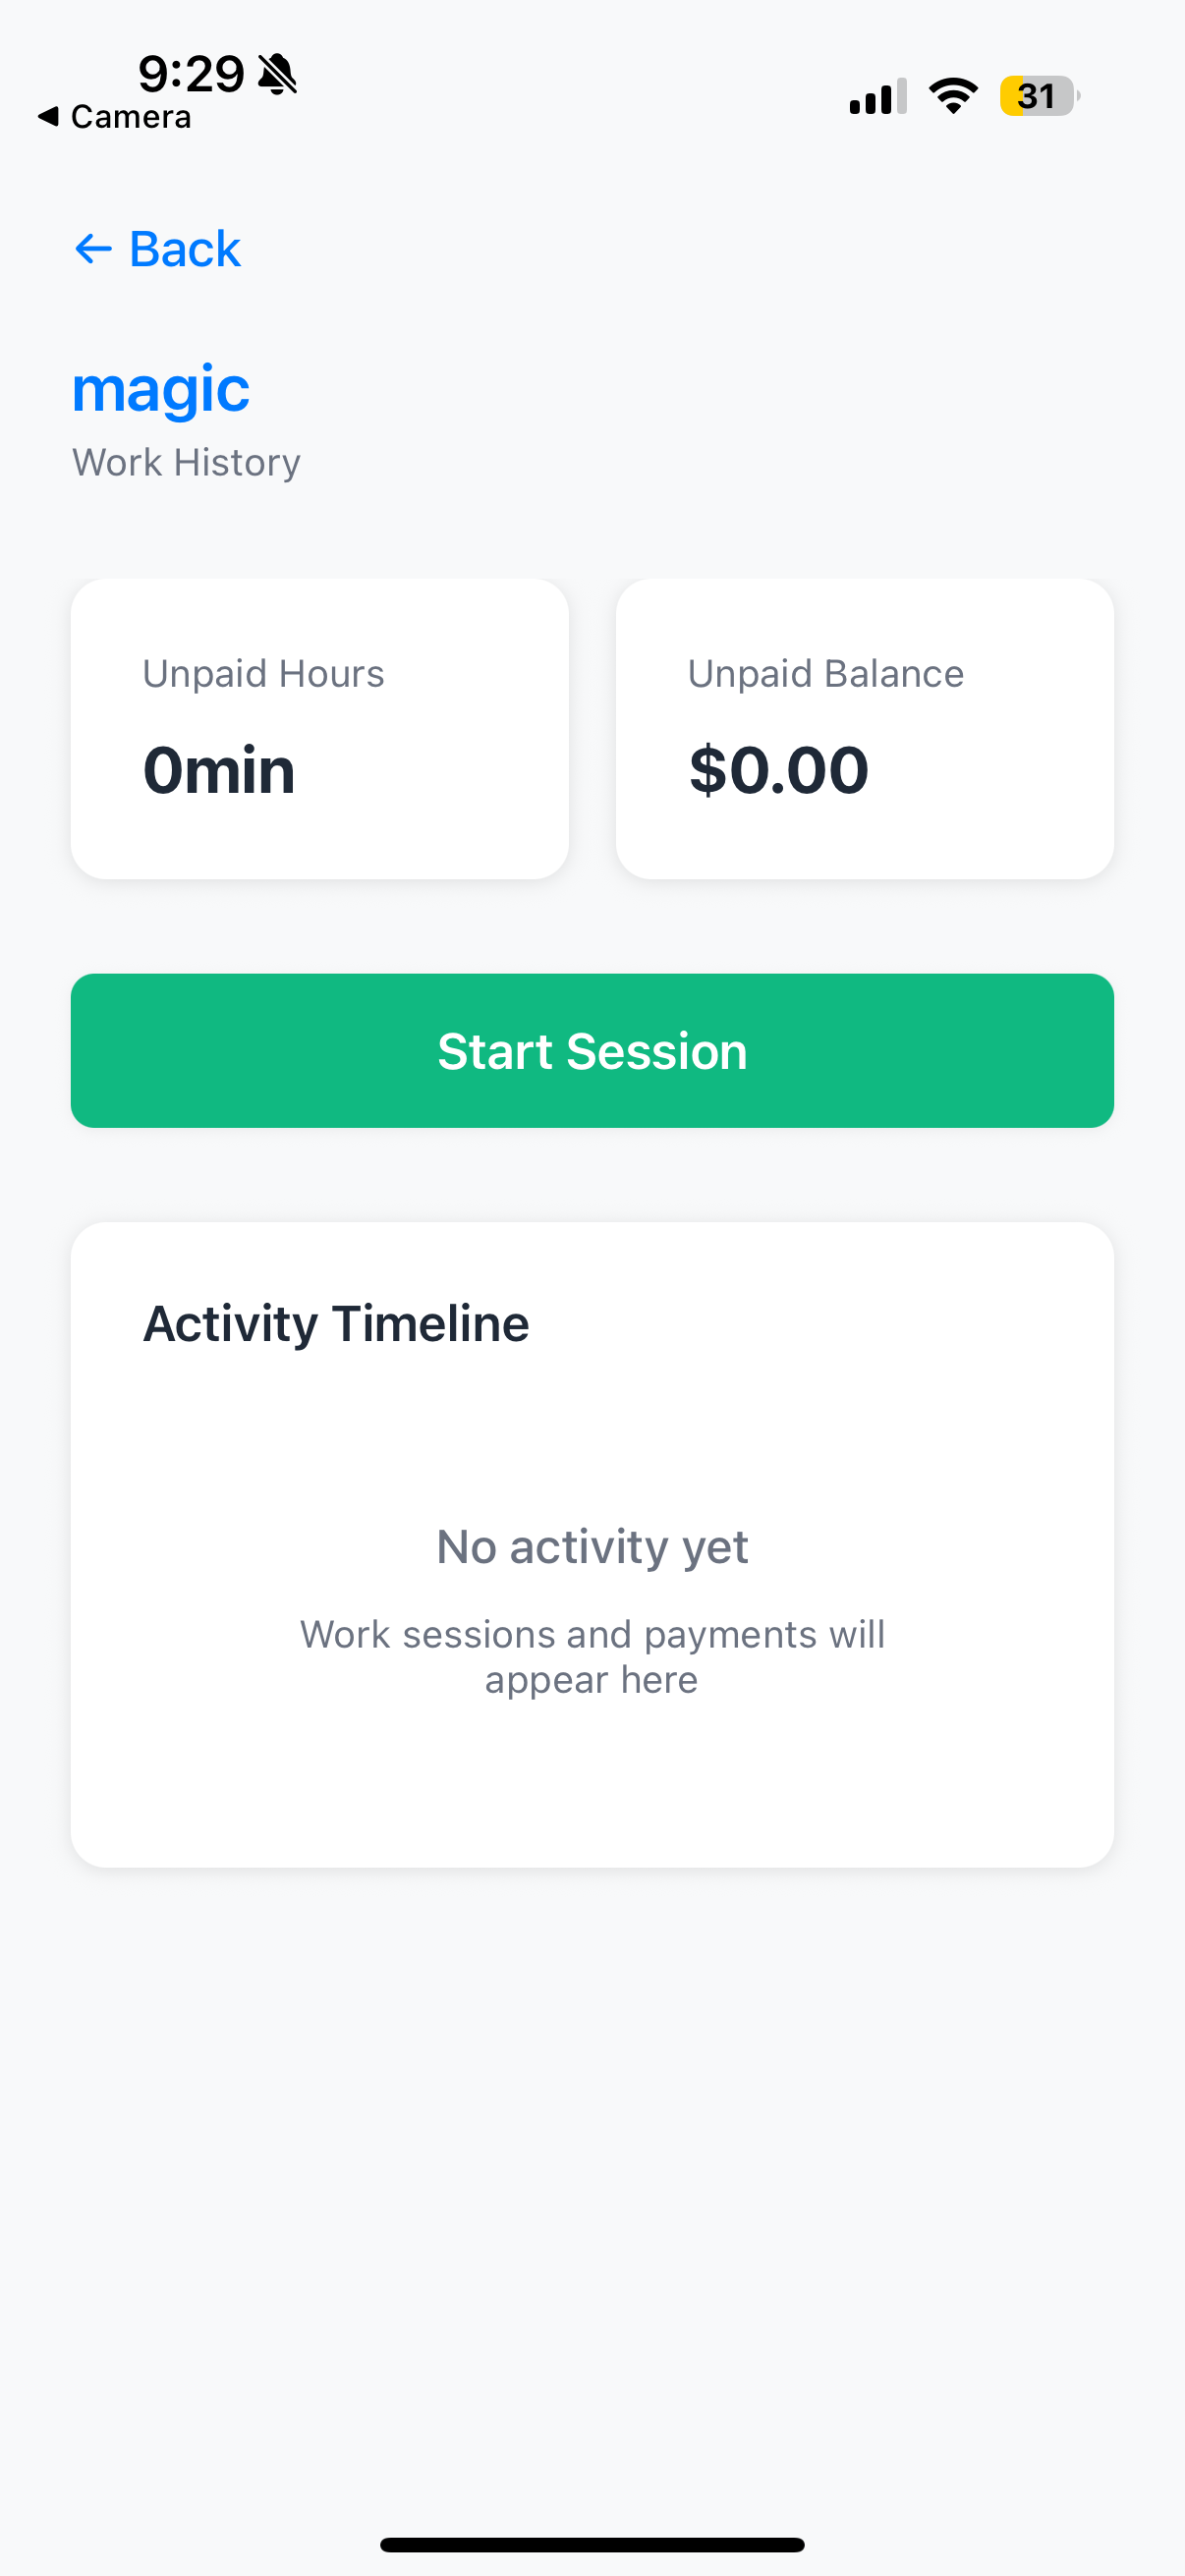 9:29
◀ Camera
31
← Back
magic
Work History
Unpaid Hours
0min
Unpaid Balance
$0.00
Start Session
Activity Timeline
No activity yet
Work sessions and payments will
appear here